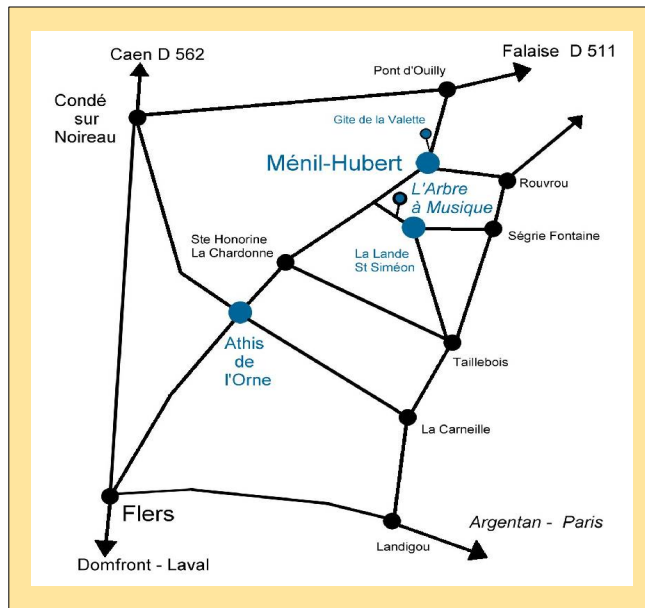 Caen D 562
Falaise D 511
Pont d'Ouilly
Condé
sur
Noireau
Gite de la Valette
Ménil-Hubert
L'Arbre
à Musique
Rouvrou
Ste Honorine
La Chardonne
La Lande
St Siméon
Ségrie Fontaine
Athis
de
l'Orne
Taillebois
La Carneille
Flers
Argentan - Paris
Landigou
Domfront - Laval